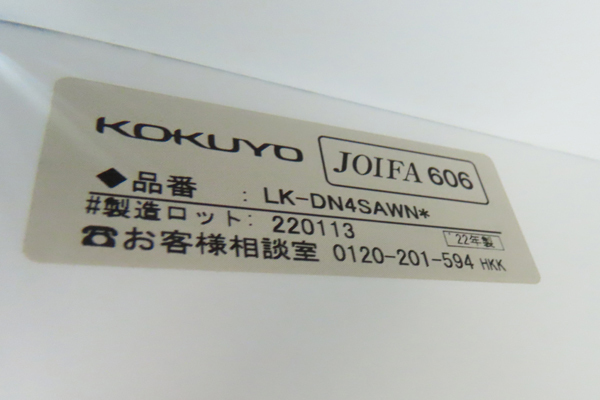 KOKUYO JOIFA 606
◆品番 : LK-DN4SAWN*
#製造ロット: 220113 22年製
☎お客様相談室 0120-201-594 HKK